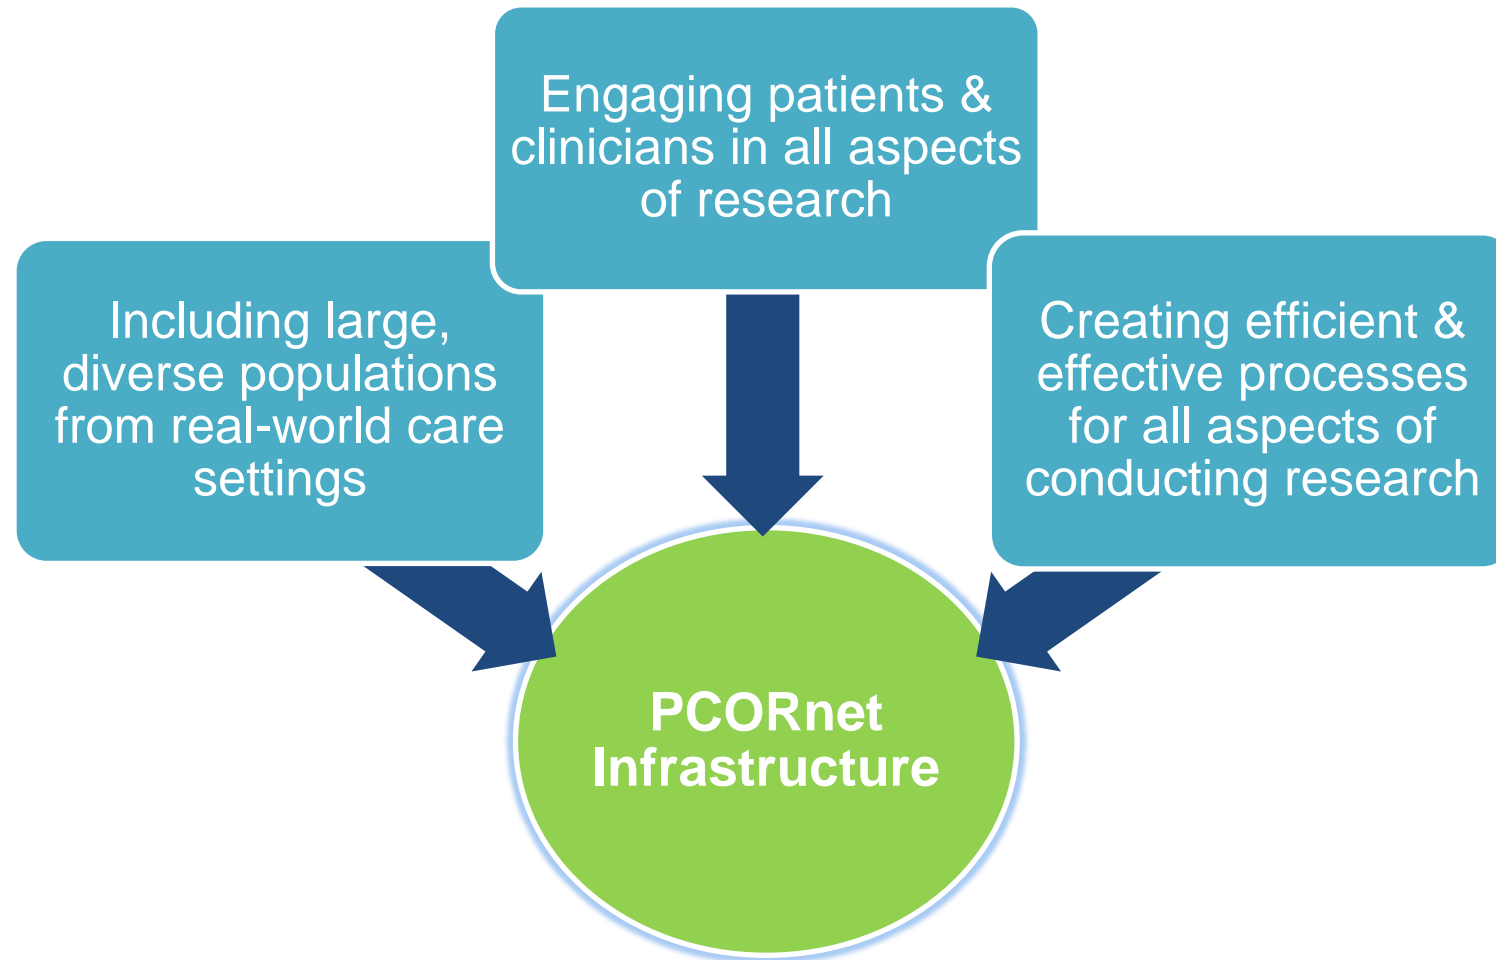 Engaging patients &
clinicians in all aspects
of research
Including large,
diverse populations
from real-world care
settings
Creating efficient &
effective processes
for all aspects of
conducting research
PCORnet
Infrastructure